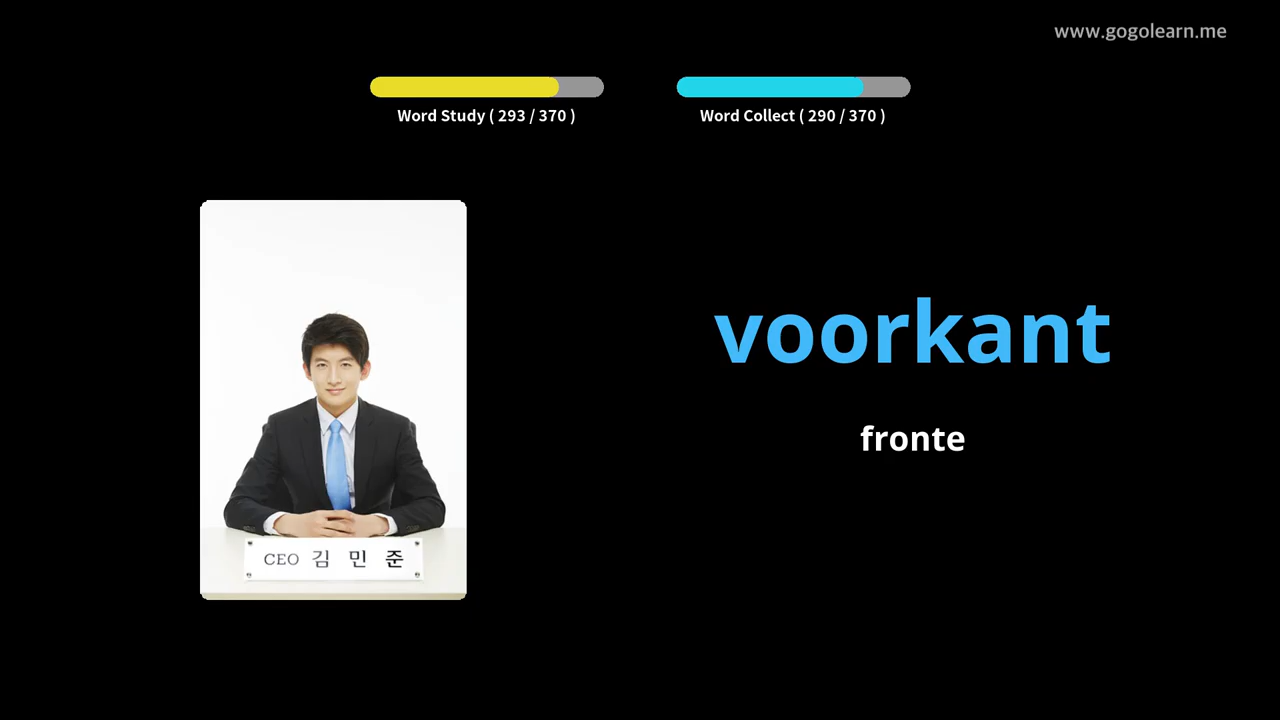 www.gogolearn.me
Word Study ( 293 / 370 )
Word Collect ( 290 / 370 )
voorkant
fronte
CEO 김 민 준